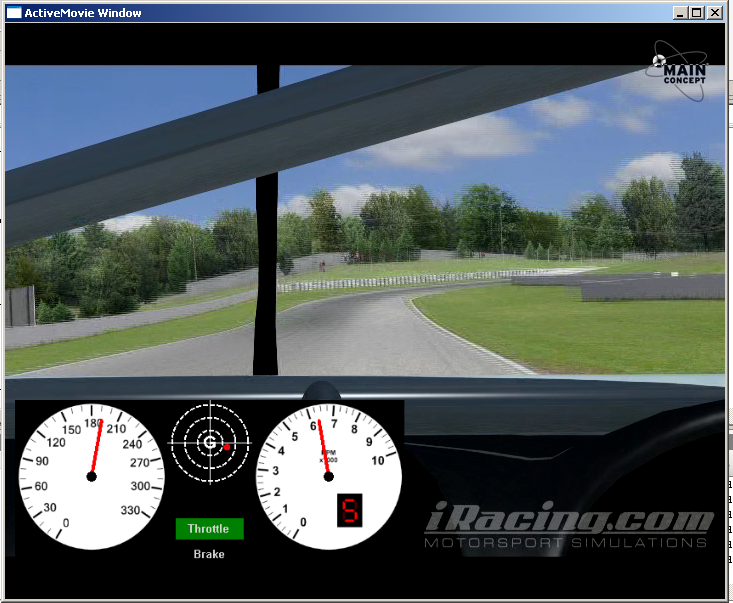 ActiveMovie Window
MAIN
CONCEPT
0
30
60
90
120
150
180
210
240
270
300
330
G
Throttle
Brake
0
1
2
3
4
5
6
7
8
9
10
RPM
x1000
5
iRacing.com
MOTORSPORT SIMULATIONS